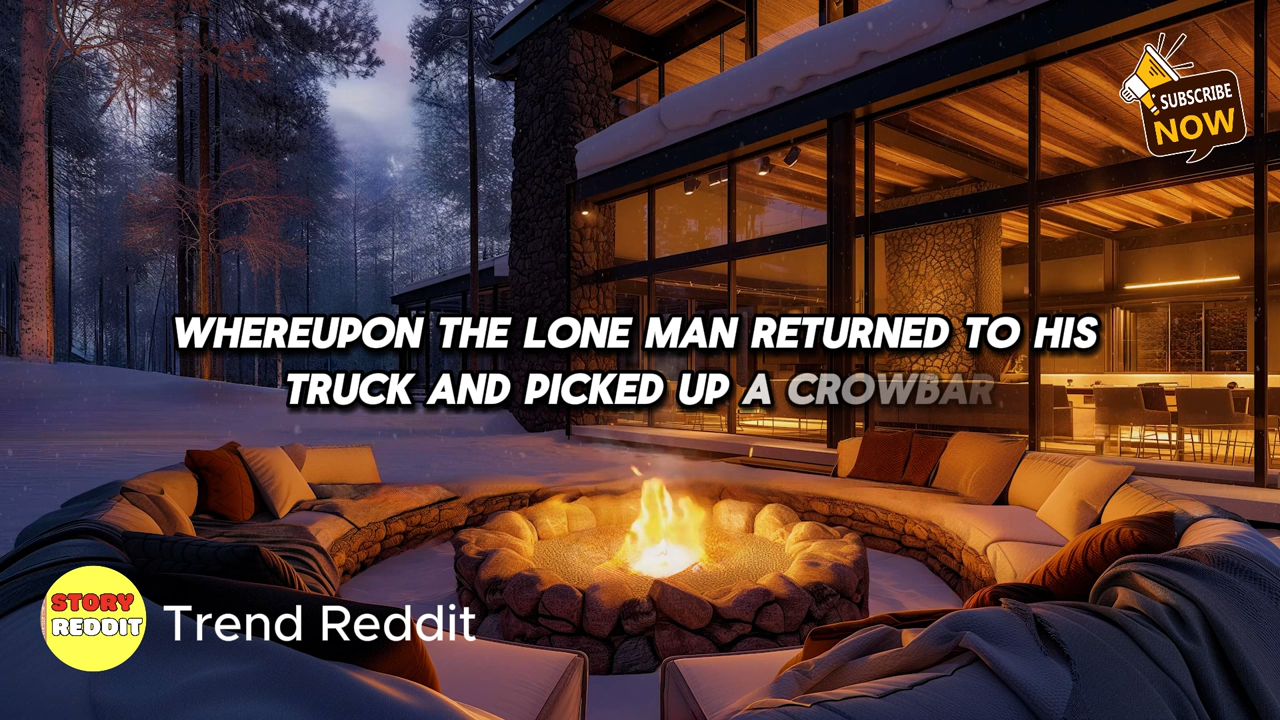 SUBSCRIBE
NOW
WHEREUPON THE LONE MAN RETURNED TO HIS
TRUCK AND PICKED UP A CROWBAR
STORY
REDDIT
Trend Reddit